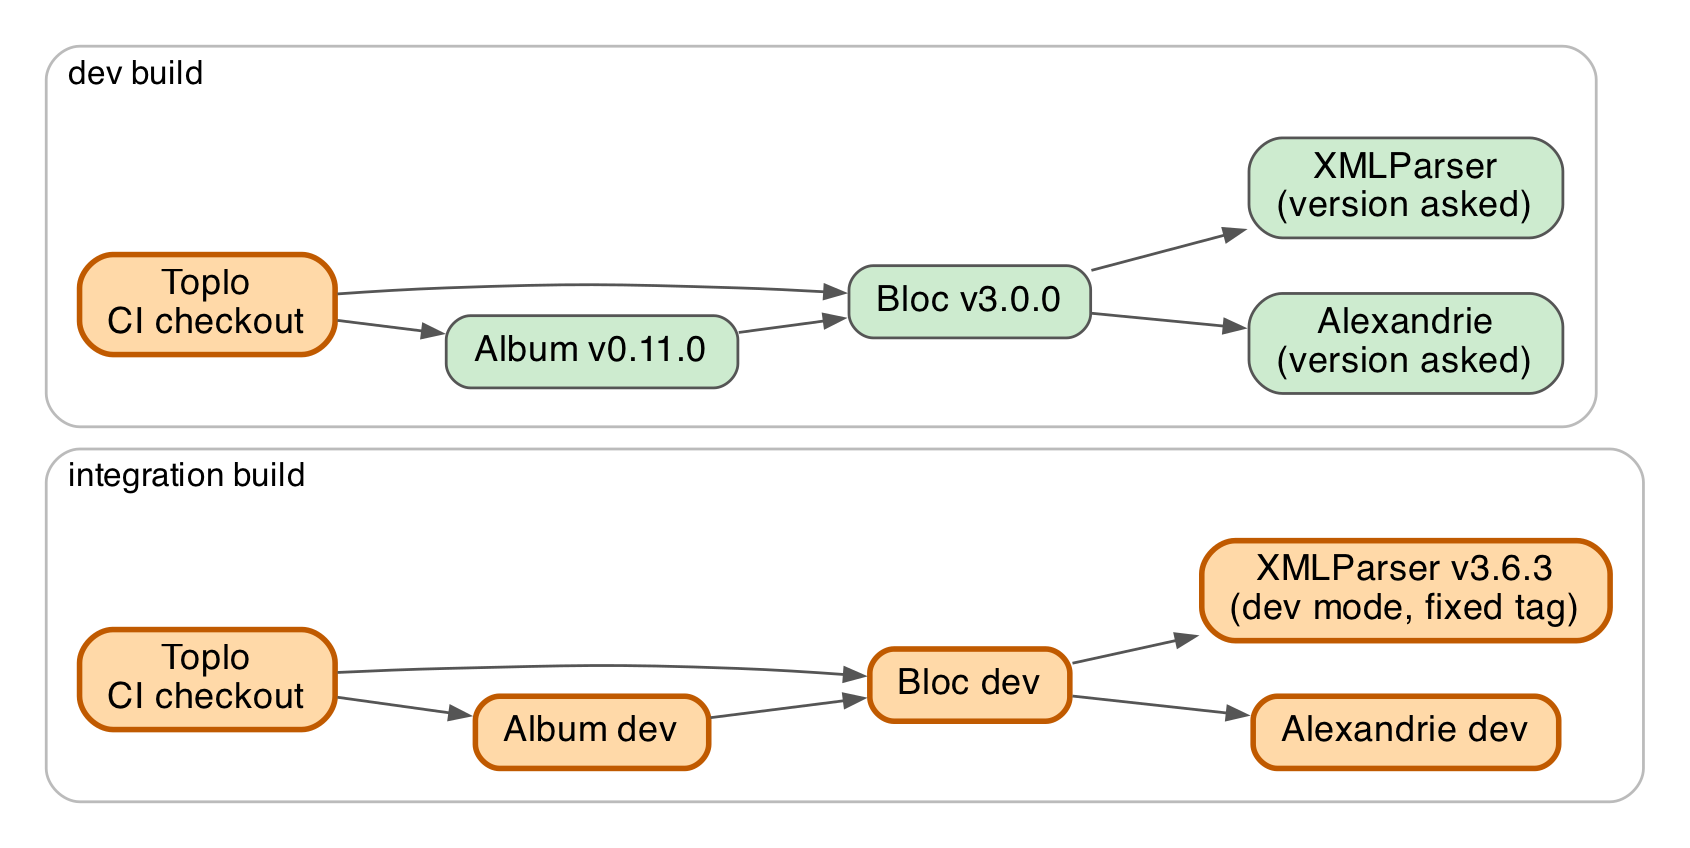 dev build
XMLParser
(version asked)
Toplo
CI checkout
Bloc v3.0.0
Album v0.11.0
Alexandrie
(version asked)
integration build
XMLParser v3.6.3
(dev mode, fixed tag)
Toplo
CI checkout
Bloc dev
Album dev
Alexandrie dev